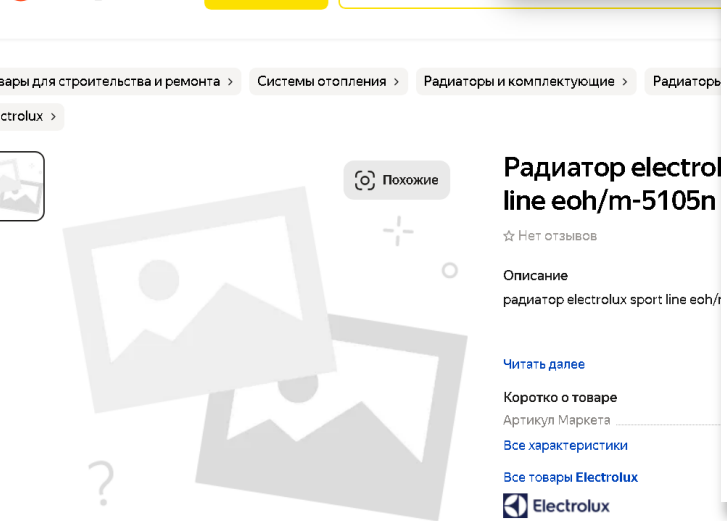 вары для строительства и ремонта
Системы отопления
Радиаторы и комплектующие
Радиаторы
ctrolux
Похожие
Радиатор electrol
line eoh/m-5105n
Нет отзывов
Описание
радиатор electrolux sport line eoh/
Читать далее
Коротко о товаре
Артикул Маркета
Все характеристики
Все товары Electrolux
Electrolux